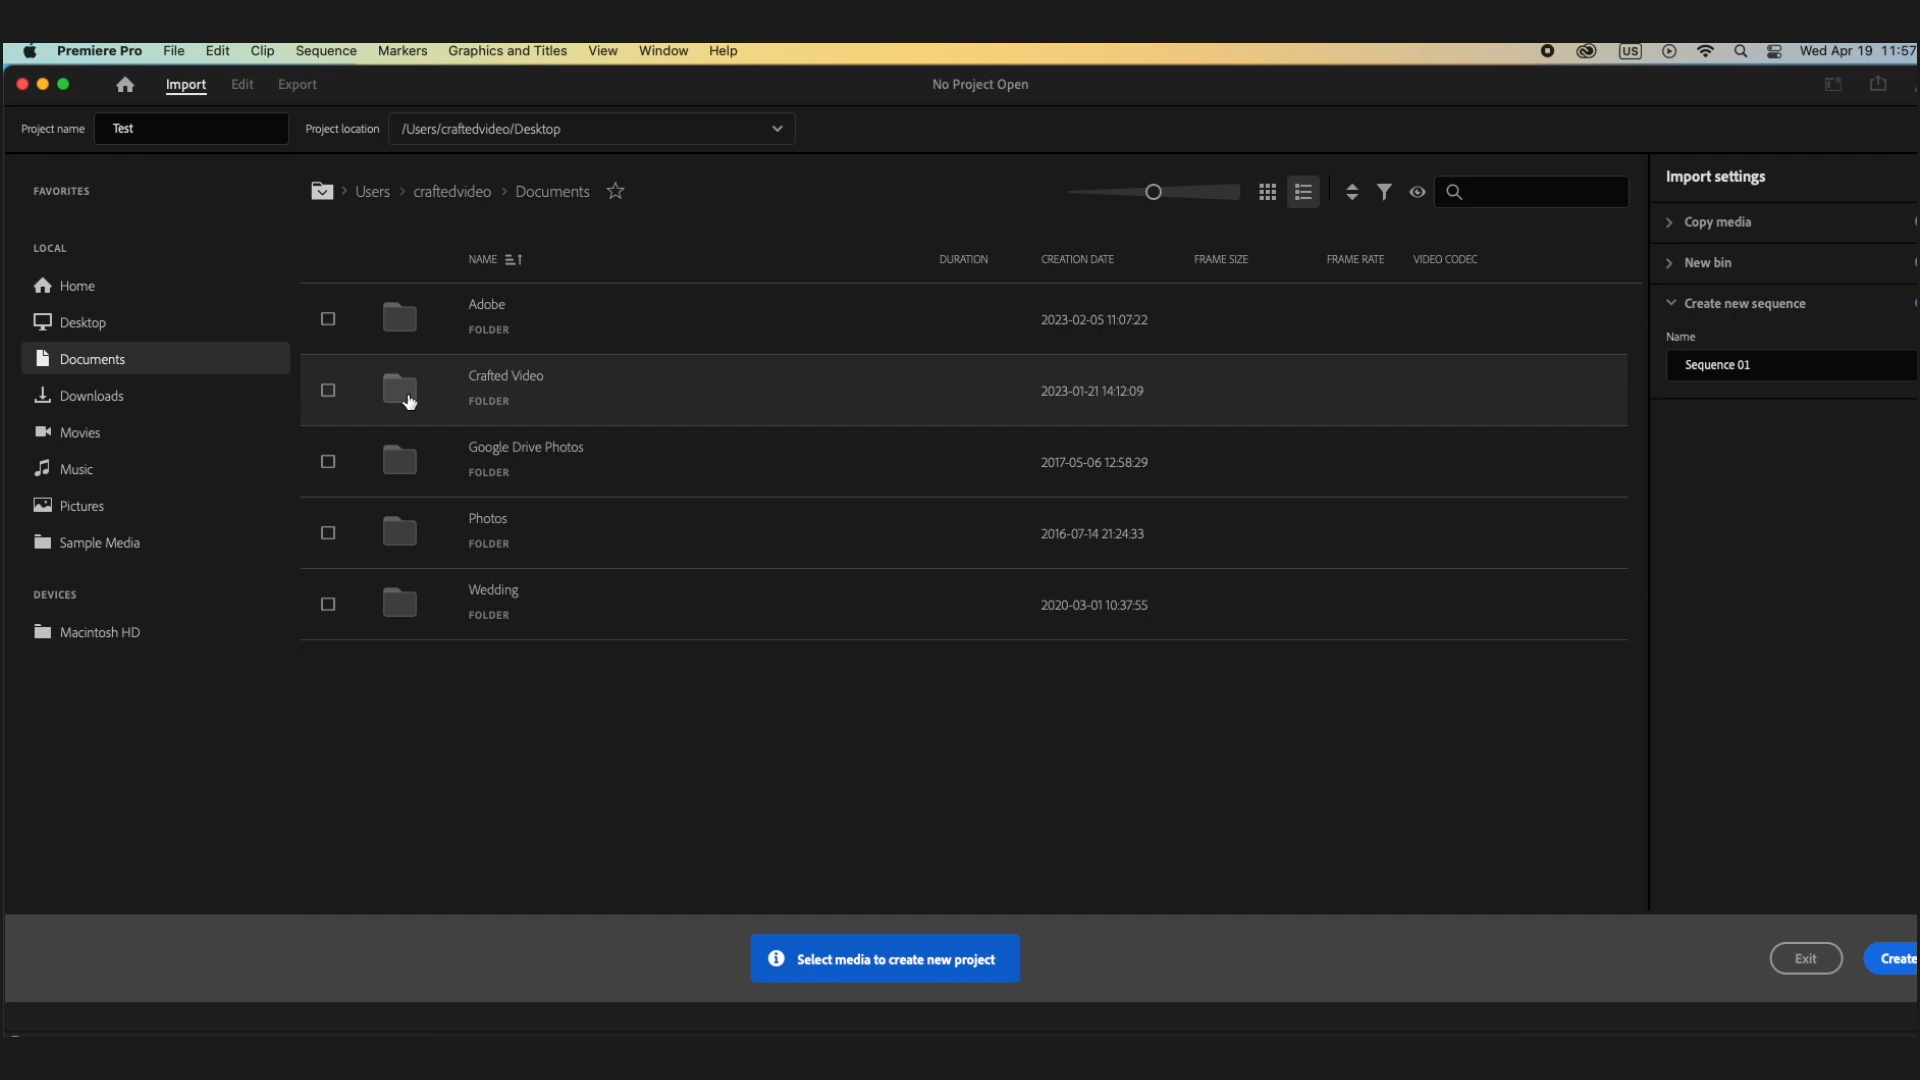 Premiere Pro File Edit Clip Sequence Markers Graphics and Titles View Window Help US Wed Apr 19 11:57
Import Edit Export No Project Open
Project name Test Project location /Users/craftedvideo/Desktop
FAVORITES
Users > craftedvideo > Documents
Import settings
LOCAL
Copy media
NAME DURATION CREATION DATE FRAME SIZE FRAME RATE VIDEO CODEC
New bin
Home
Adobe
FOLDER
2023-02-05 11:07:22
Create new sequence
Desktop
Name
Documents
Crafted Video
FOLDER
2023-01-21 14:12:09
Sequence 01
Downloads
Movies
Google Drive Photos
FOLDER
2017-05-06 12:58:29
Music
Pictures
Photos
FOLDER
2016-07-14 21:24:33
Sample Media
DEVICES
Wedding
FOLDER
2020-03-01 10:37:55
Macintosh HD
Select media to create new project
Exit
Create